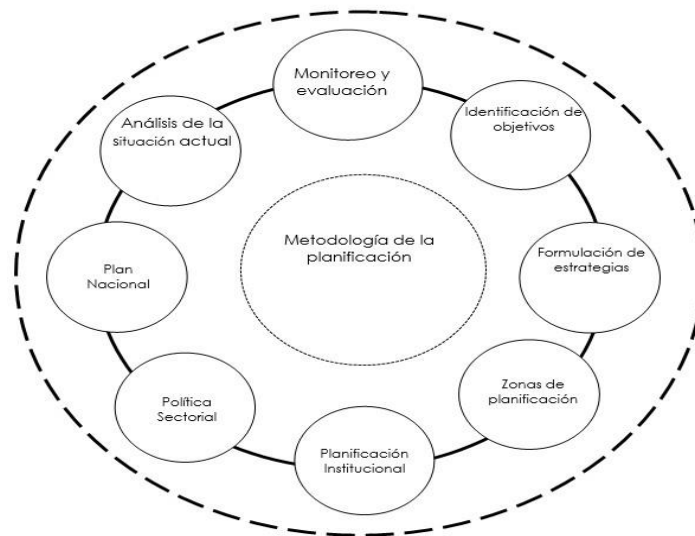 Monitoreo y
evaluación
Identificación de
objetivos
Análisis de la
situación actual
Metodología de la
planificación
Formulación de
estrategias
Plan
Nacional
Zonas de
planificación
Política
Sectorial
Planificación
Institucional